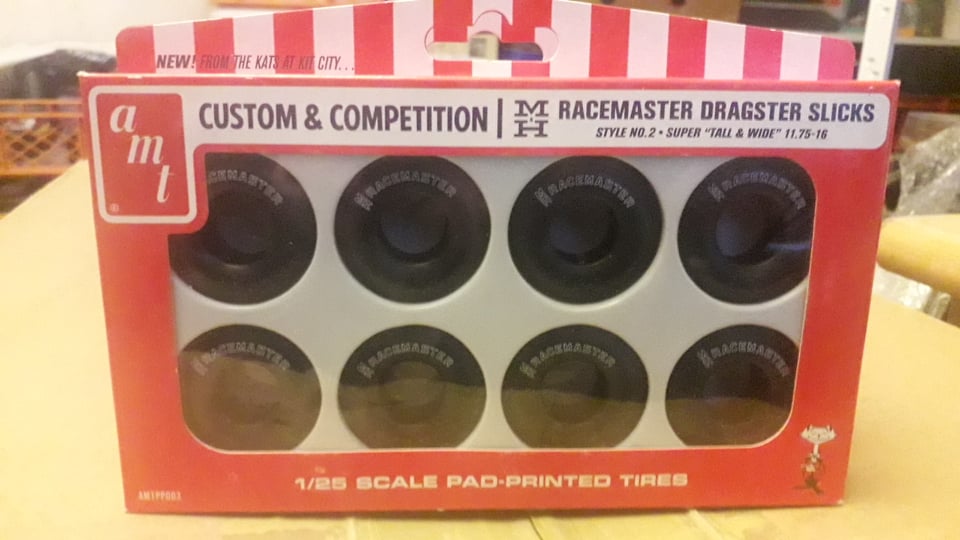 NEW! FROM THE KATS AT KIT CITY...
amt
®
CUSTOM & COMPETITION
M&H
RACEMASTER DRAGSTER SLICKS
STYLE NO.2 • SUPER "TALL & WIDE" 11.75-16
RACEMASTER
RACEMASTER
RACEMASTER
RACEMASTER
RACEMASTER
RACEMASTER
RACEMASTER
RACEMASTER
1/25 SCALE PAD-PRINTED TIRES
AMTPP003